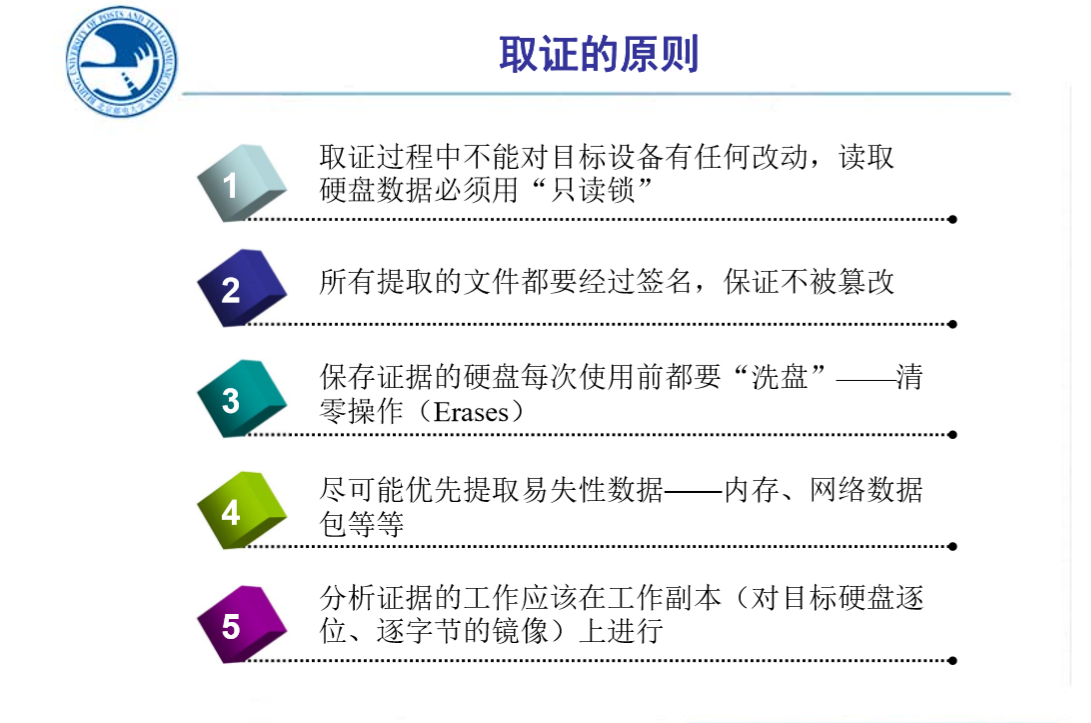 取证的原则
BEIJING UNIVERSITY OF POSTS AND TELECOMMUNICATIONS
北京邮电大学
1
取证过程中不能对目标设备有任何改动，读取
硬盘数据必须用“只读锁”
2
所有提取的文件都要经过签名，保证不被篡改
3
保存证据的硬盘每次使用前都要“洗盘”——清
零操作（Erases）
4
尽可能优先提取易失性数据——内存、网络数据
包等等
5
分析证据的工作应该在工作副本（对目标硬盘逐
位、逐字节的镜像）上进行